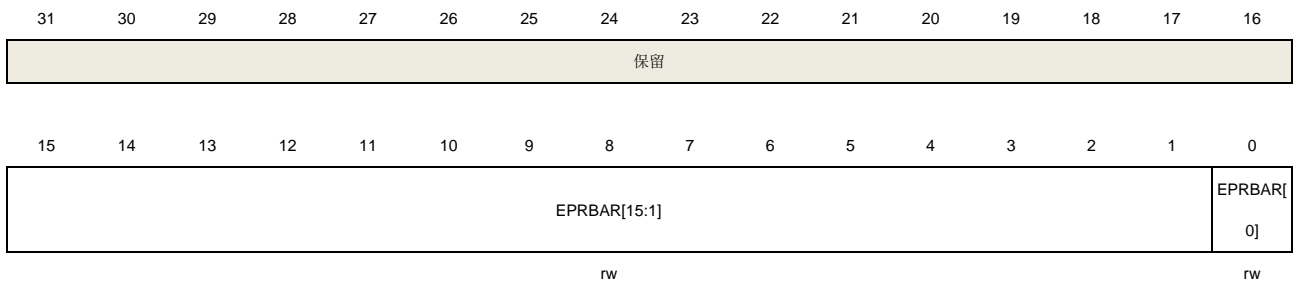 31 30 29 28 27 26 25 24 23 22 21 20 19 18 17 16
保留
15 14 13 12 11 10 9 8 7 6 5 4 3 2 1 0
EPRBAR[15:1]
EPRBAR[
0]
rw rw